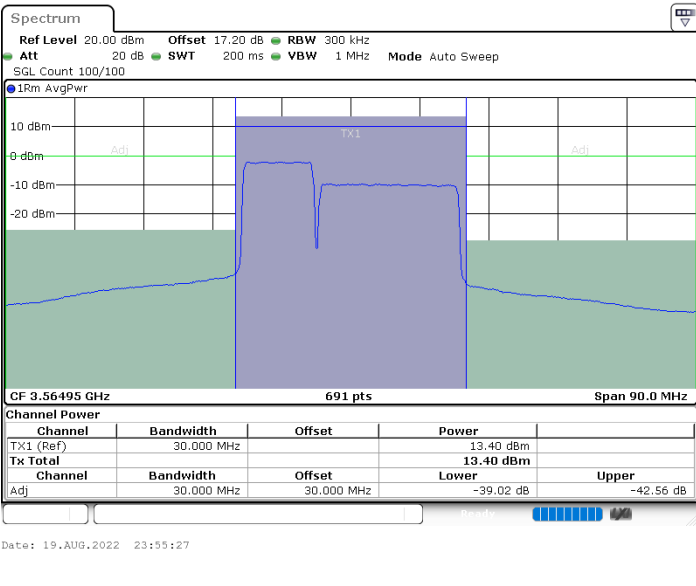 Spectrum
Ref Level 20.00 dBm Offset 17.20 dB RBW 300 kHz
Att 20 dB SWT 200 ms VBW 1 MHz Mode Auto Sweep
SGL Count 100/100
1Rm AvgPwr
10 dBm
TX1
Adj Adj
0 dBm
-10 dBm
-20 dBm
CF 3.56495 GHz 691 pts Span 90.0 MHz
Channel Power
Channel Bandwidth Offset Power
TX1 (Ref) 30.000 MHz 13.40 dBm
Tx Total 13.40 dBm
Channel Bandwidth Offset Lower Upper
Adj 30.000 MHz 30.000 MHz -39.02 dB -42.56 dB
Ready
Date: 19.AUG.2022 23:55:27